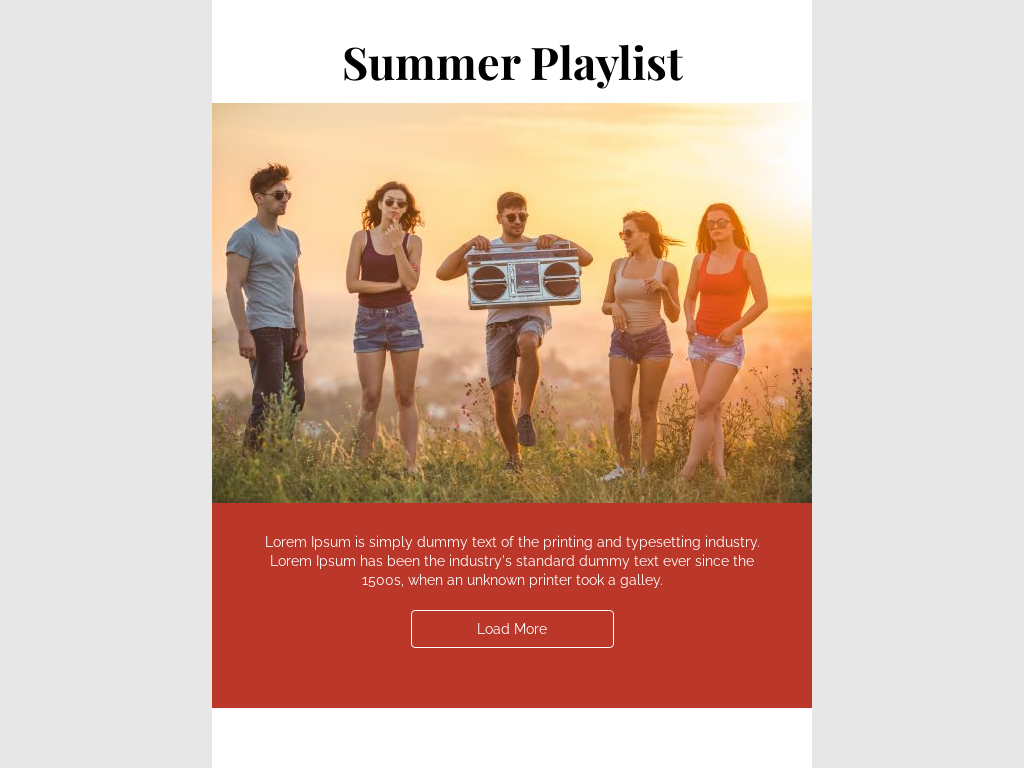 Summer Playlist
Lorem Ipsum is simply dummy text of the printing and typesetting industry.
Lorem Ipsum has been the industry's standard dummy text ever since the
1500s, when an unknown printer took a galley.
Load More